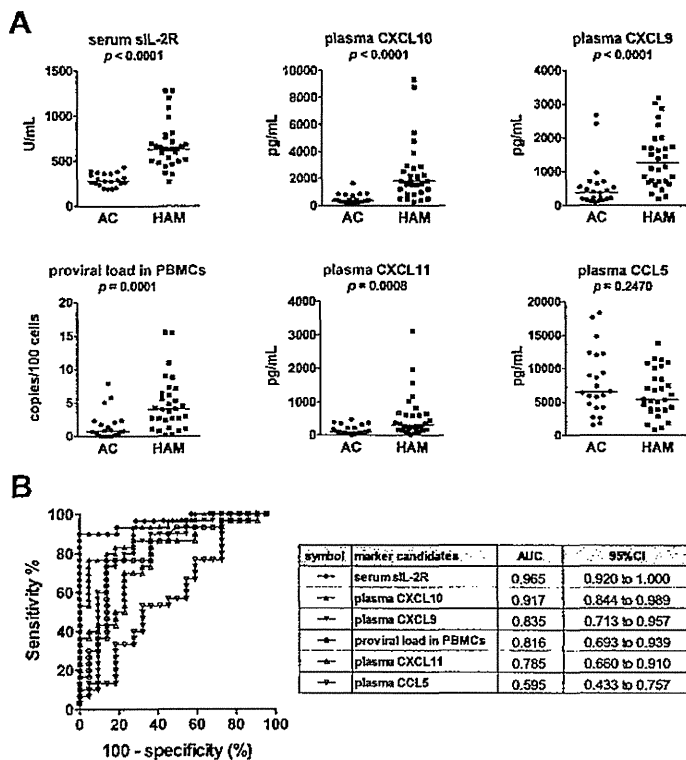 A
serum sIL-2R
p < 0.0001
U/mL
1500
1000
500
0
AC HAM
plasma CXCL10
p < 0.0001
pg/mL
10000
8000
6000
4000
2000
0
AC HAM
plasma CXCL9
p < 0.0001
pg/mL
4000
3000
2000
1000
0
AC HAM
proviral load in PBMCs
p = 0.0001
copies/100 cells
20
15
10
5
0
AC HAM
plasma CXCL11
p = 0.0008
pg/mL
4000
3000
2000
1000
0
AC HAM
plasma CCL5
p = 0.2470
pg/mL
20000
15000
10000
5000
0
AC HAM
B
Sensitivity %
100
80
60
40
20
0
0 20 40 60 80 100
100 - specificity (%)
symbol marker candidates AUC 95%CI
serum sIL-2R 0.965 0.920 to 1.000
plasma CXCL10 0.917 0.844 to 0.989
plasma CXCL9 0.835 0.713 to 0.957
proviral load in PBMCs 0.816 0.693 to 0.939
plasma CXCL11 0.785 0.660 to 0.910
plasma CCL5 0.595 0.433 to 0.757